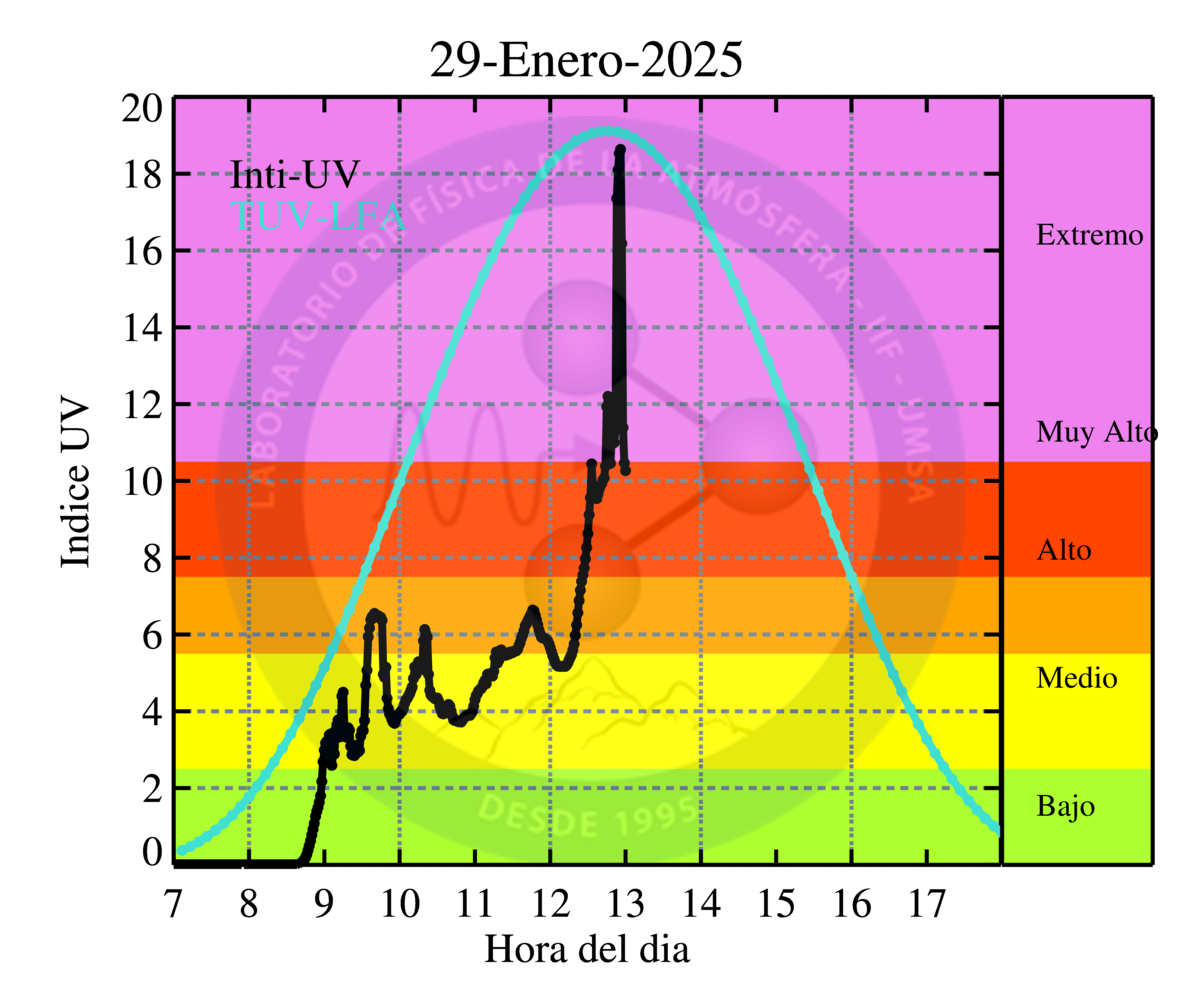 29-Enero-2025
Inti-UV
TUV-LFA
LABORATORIO DE FÍSICA DE LA ATMÓSFERA - IIF - UMSA
DESDE 1995
Indice UV
20
18
16
14
12
10
8
6
4
2
0
Extremo
Muy Alto
Alto
Medio
Bajo
7 8 9 10 11 12 13 14 15 16 17
Hora del dia